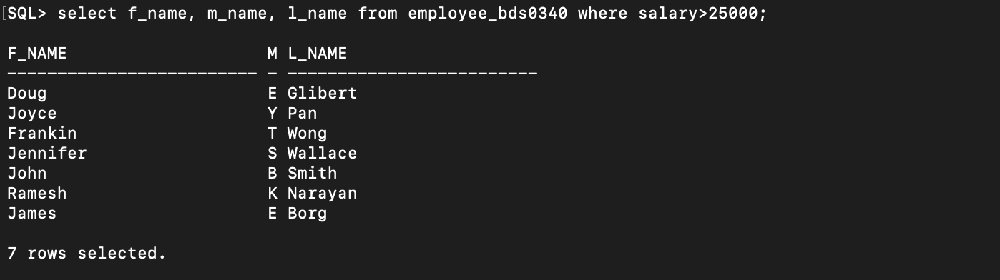 [SQL> select f_name, m_name, l_name from employee_bds0340 where salary>25000;
F_NAME                    M L_NAME
------------------------- - -------------------------
Doug                      E Glibert
Joyce                     Y Pan
Frankin                   T Wong
Jennifer                  S Wallace
John                      B Smith
Ramesh                    K Narayan
James                     E Borg
7 rows selected.